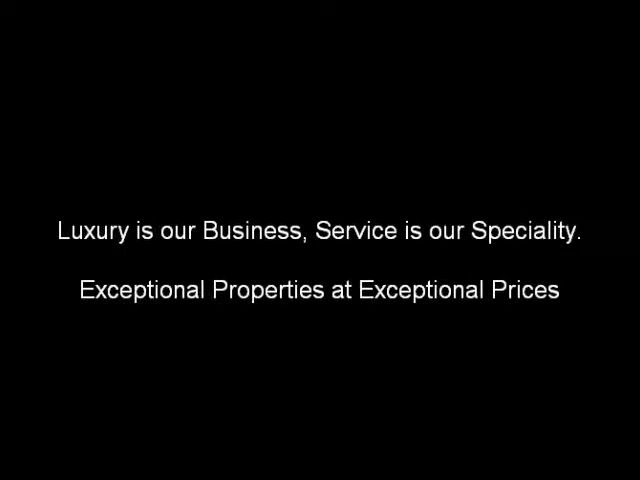 Luxury is our Business, Service is our Speciality.
Exceptional Properties at Exceptional Prices